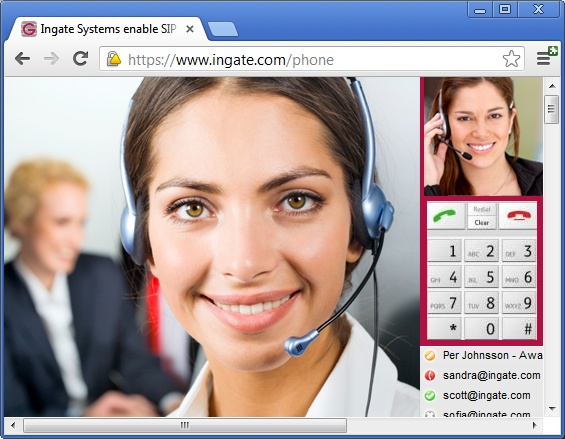 Ingate Systems enable SIP
https://www.ingate.com/phone
Redial
Clear
1 ABC 2 DEF 3
GHI 4 JKL 5 MNO 6
PQRS 7 TUV 8 WXYZ 9
* 0 #
Per Johnsson - Awa
sandra@ingate.com
scott@ingate.com
sofia@ingate.com